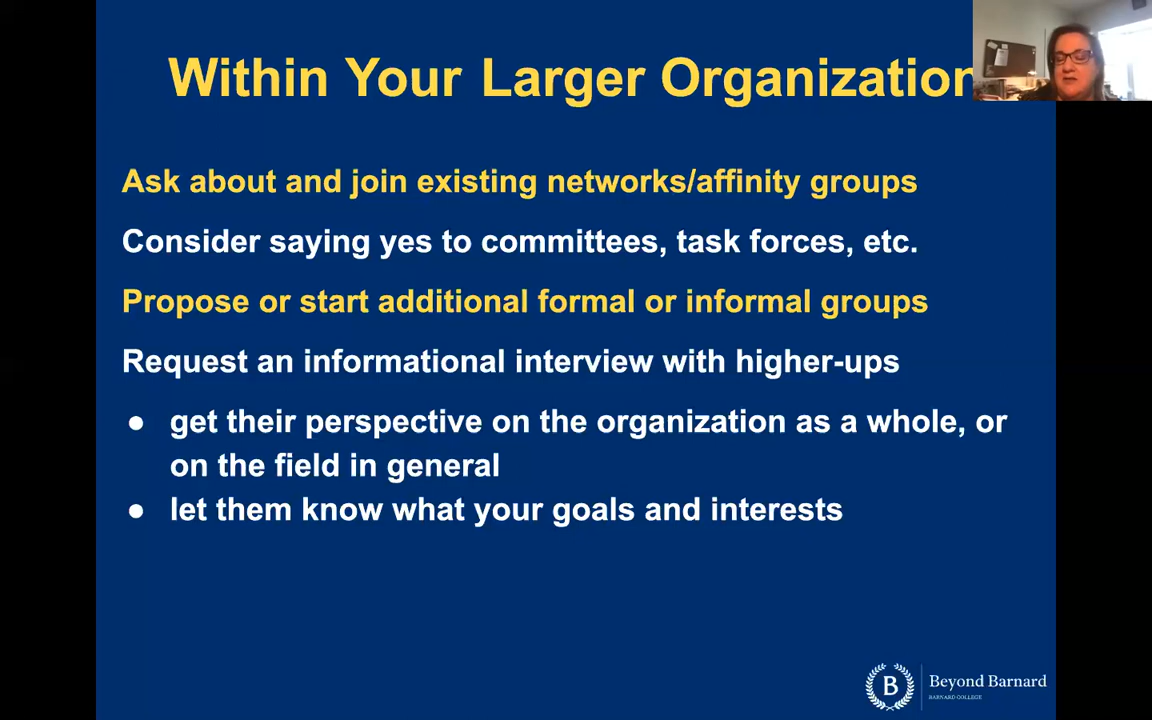 Within Your Larger Organization
Ask about and join existing networks/affinity groups
Consider saying yes to committees, task forces, etc.
Propose or start additional formal or informal groups
Request an informational interview with higher-ups
● get their perspective on the organization as a whole, or
on the field in general
● let them know what your goals and interests
B
Beyond Barnard
BARNARD COLLEGE